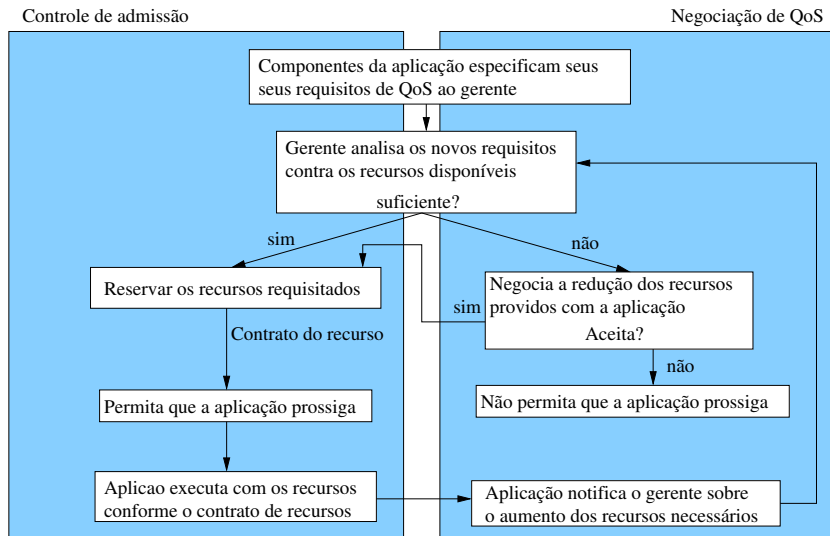 Controle de admissão
Negociação de QoS
Componentes da aplicação especificam seus
seus requisitos de QoS ao gerente
Gerente analisa os novos requisitos
contra os recursos disponíveis
suficiente?
sim
não
Reservar os recursos requisitados
Negocia a redução dos recursos
providos com a aplicação
Aceita?
sim
Contrato do recurso
não
Permita que a aplicação prossiga
Não permita que a aplicação prossiga
Aplicao executa com os recursos
conforme o contrato de recursos
Aplicação notifica o gerente sobre
o aumento dos recursos necessários